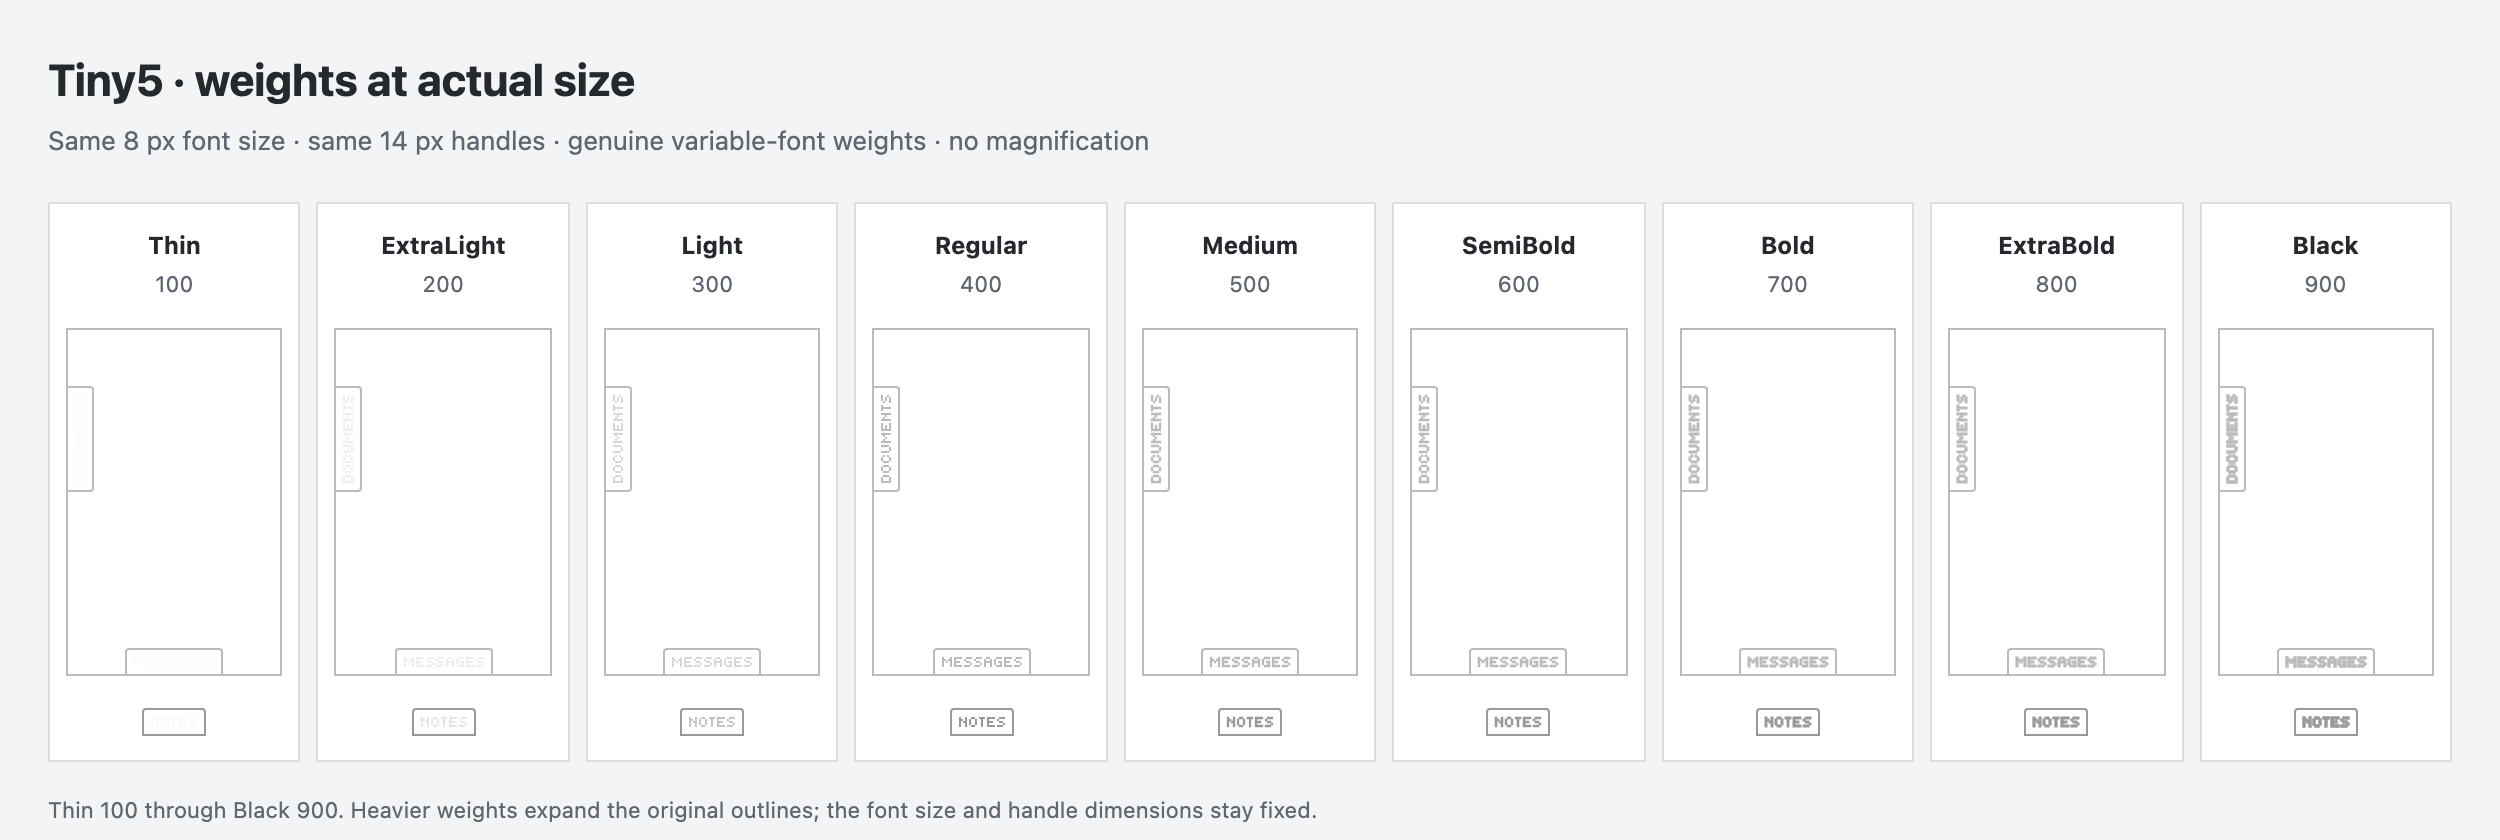 Tiny5 · weights at actual size
Same 8 px font size · same 14 px handles · genuine variable-font weights · no magnification
Thin
100
DOCUMENTS
MESSAGES
NOTES
ExtraLight
200
DOCUMENTS
MESSAGES
NOTES
Light
300
DOCUMENTS
MESSAGES
NOTES
Regular
400
DOCUMENTS
MESSAGES
NOTES
Medium
500
DOCUMENTS
MESSAGES
NOTES
SemiBold
600
DOCUMENTS
MESSAGES
NOTES
Bold
700
DOCUMENTS
MESSAGES
NOTES
ExtraBold
800
DOCUMENTS
MESSAGES
NOTES
Black
900
DOCUMENTS
MESSAGES
NOTES
Thin 100 through Black 900. Heavier weights expand the original outlines; the font size and handle dimensions stay fixed.